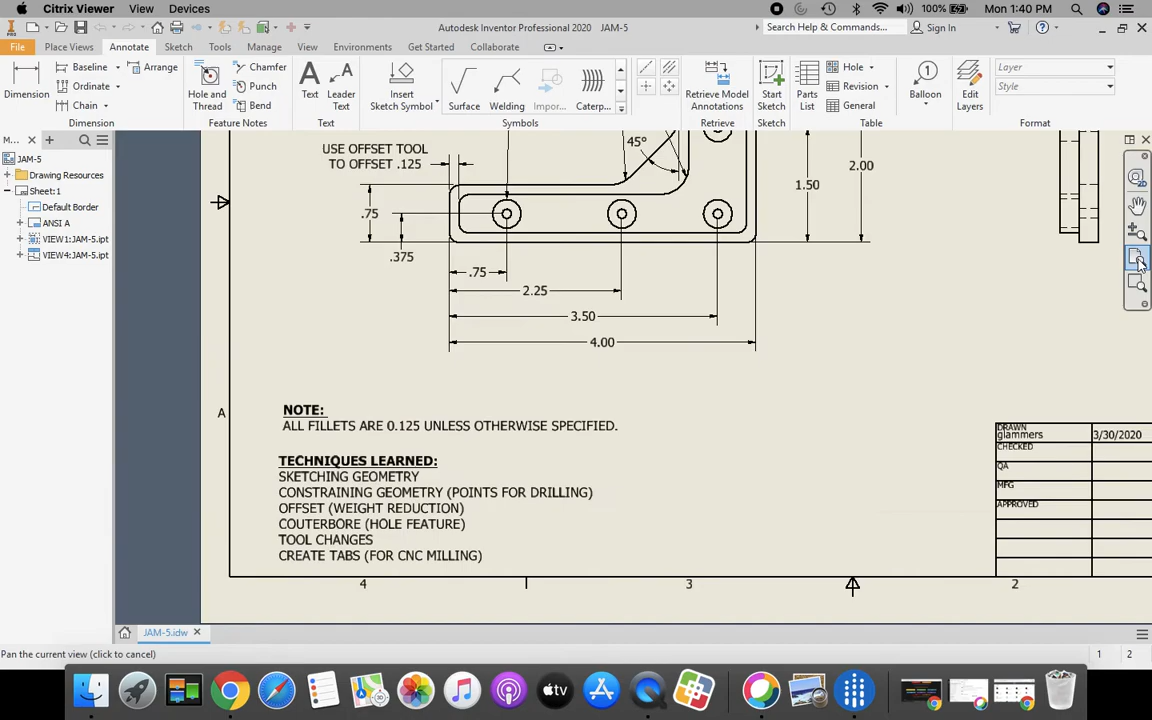 Citrix Viewer View Devices 100% Mon 1:40 PM
Autodesk Inventor Professional 2020 JAM-5 Search Help & Commands... Sign In
File Place Views Annotate Sketch Tools Manage View Environments Get Started Collaborate
Baseline Arrange Chamfer Hole Layer
Dimension Ordinate Hole and Thread Punch Text Leader Text Insert Sketch Symbol Surface Welding Impor... Caterp... Retrieve Model Annotations Start Sketch Parts List Revision Balloon Edit Layers Style
Chain Bend General
Dimension Feature Notes Text Symbols Retrieve Sketch Table Format
M...
JAM-5
Drawing Resources
Sheet:1
Default Border
ANSI A
VIEW1:JAM-5.ipt
VIEW4:JAM-5.ipt
2D
USE OFFSET TOOL
TO OFFSET .125
45°
1.50
2.00
.75
.375
.75
2.25
3.50
4.00
A
NOTE:
ALL FILLETS ARE 0.125 UNLESS OTHERWISE SPECIFIED.
TECHNIQUES LEARNED:
SKETCHING GEOMETRY
CONSTRAINING GEOMETRY (POINTS FOR DRILLING)
OFFSET (WEIGHT REDUCTION)
COUTERBORE (HOLE FEATURE)
TOOL CHANGES
CREATE TABS (FOR CNC MILLING)
DRAWN
glammers 3/30/2020
CHECKED
QA
MFG
APPROVED
4 3 2
JAM-5.idw
Pan the current view (click to cancel) 1 2
tv